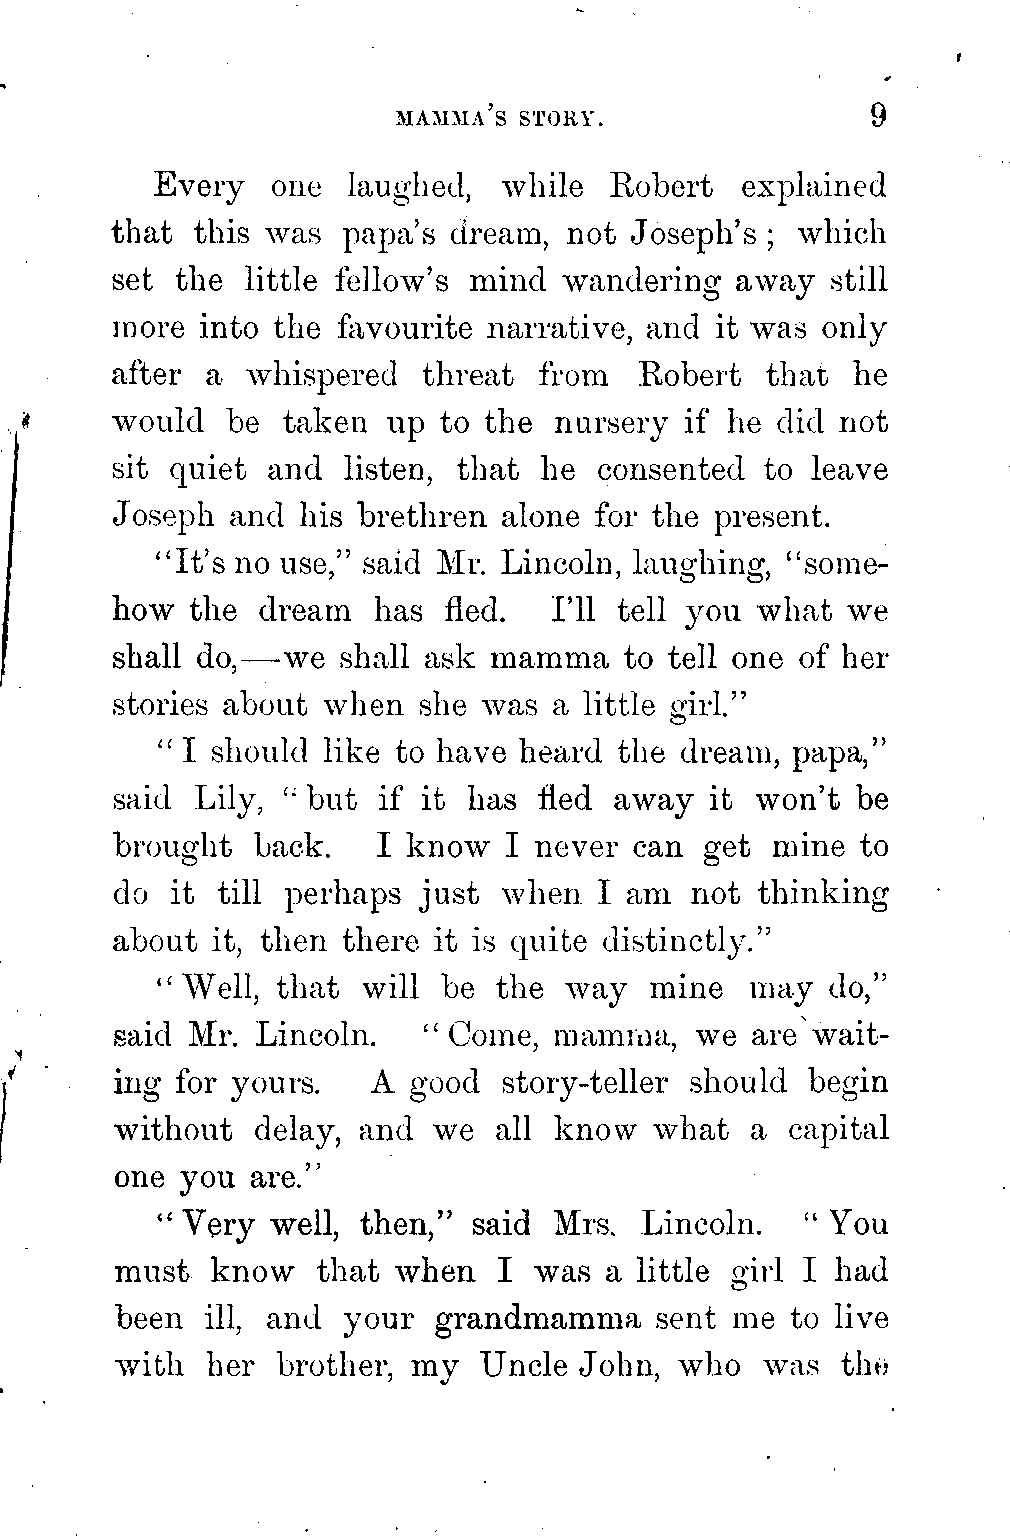 MAMMA'S STORY. 9
Every one laughed, while Robert explained
that this was papa's dream, not Joseph's ; which
set the little fellow's mind wandering away still
more into the favourite narrative, and it was only
after a whispered threat from Robert that he
would be taken up to the nursery if he did not
sit quiet and listen, that he consented to leave
Joseph and his brethren alone for the present.
"It's no use," said Mr. Lincoln, laughing, "some-
how the dream has fled. I'll tell you what we
shall do,—we shall ask mamma to tell one of her
stories about when she was a little girl."
"I should like to have heard the dream, papa,"
said Lily, "but if it has fled away it won't be
brought back. I know I never can get mine to
do it till perhaps just when I am not thinking
about it, then there it is quite distinctly."
"Well, that will be the way mine may do,"
said Mr. Lincoln. "Come, mamma, we are wait-
ing for yours. A good story-teller should begin
without delay, and we all know what a capital
one you are."
"Very well, then," said Mrs. Lincoln. "You
must know that when I was a little girl I had
been ill, and your grandmamma sent me to live
with her brother, my Uncle John, who was the